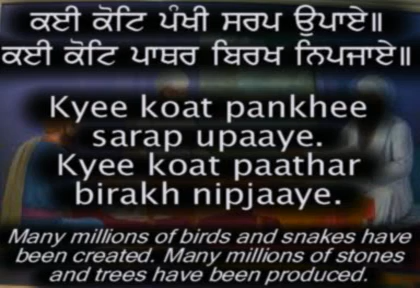 ਕਈ ਕੋਟਿ ਪੰਖੀ ਸਰਪ ਉਪਾਏ॥
ਕਈ ਕੋਟਿ ਪਾਥਰ ਬਿਰਖ ਨਿਪਜਾਏ॥
Kyee koat pankhee
sarap upaaye.
Kyee koat paathar
birakh nipjaaye.
Many millions of birds and snakes have
been created. Many millions of stones
and trees have been produced.